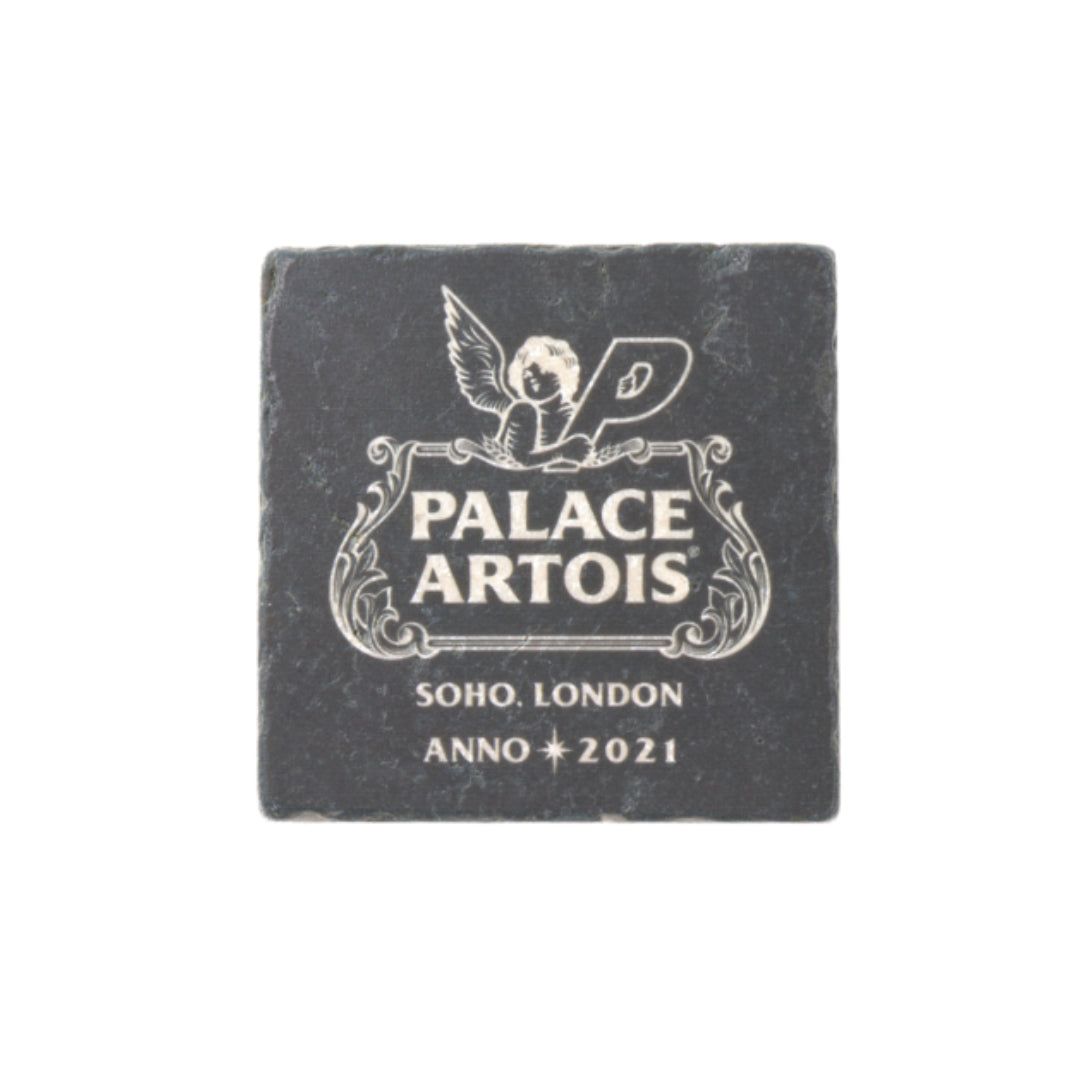 P
PALACE
ARTOIS®
SOHO. LONDON
ANNO 2021